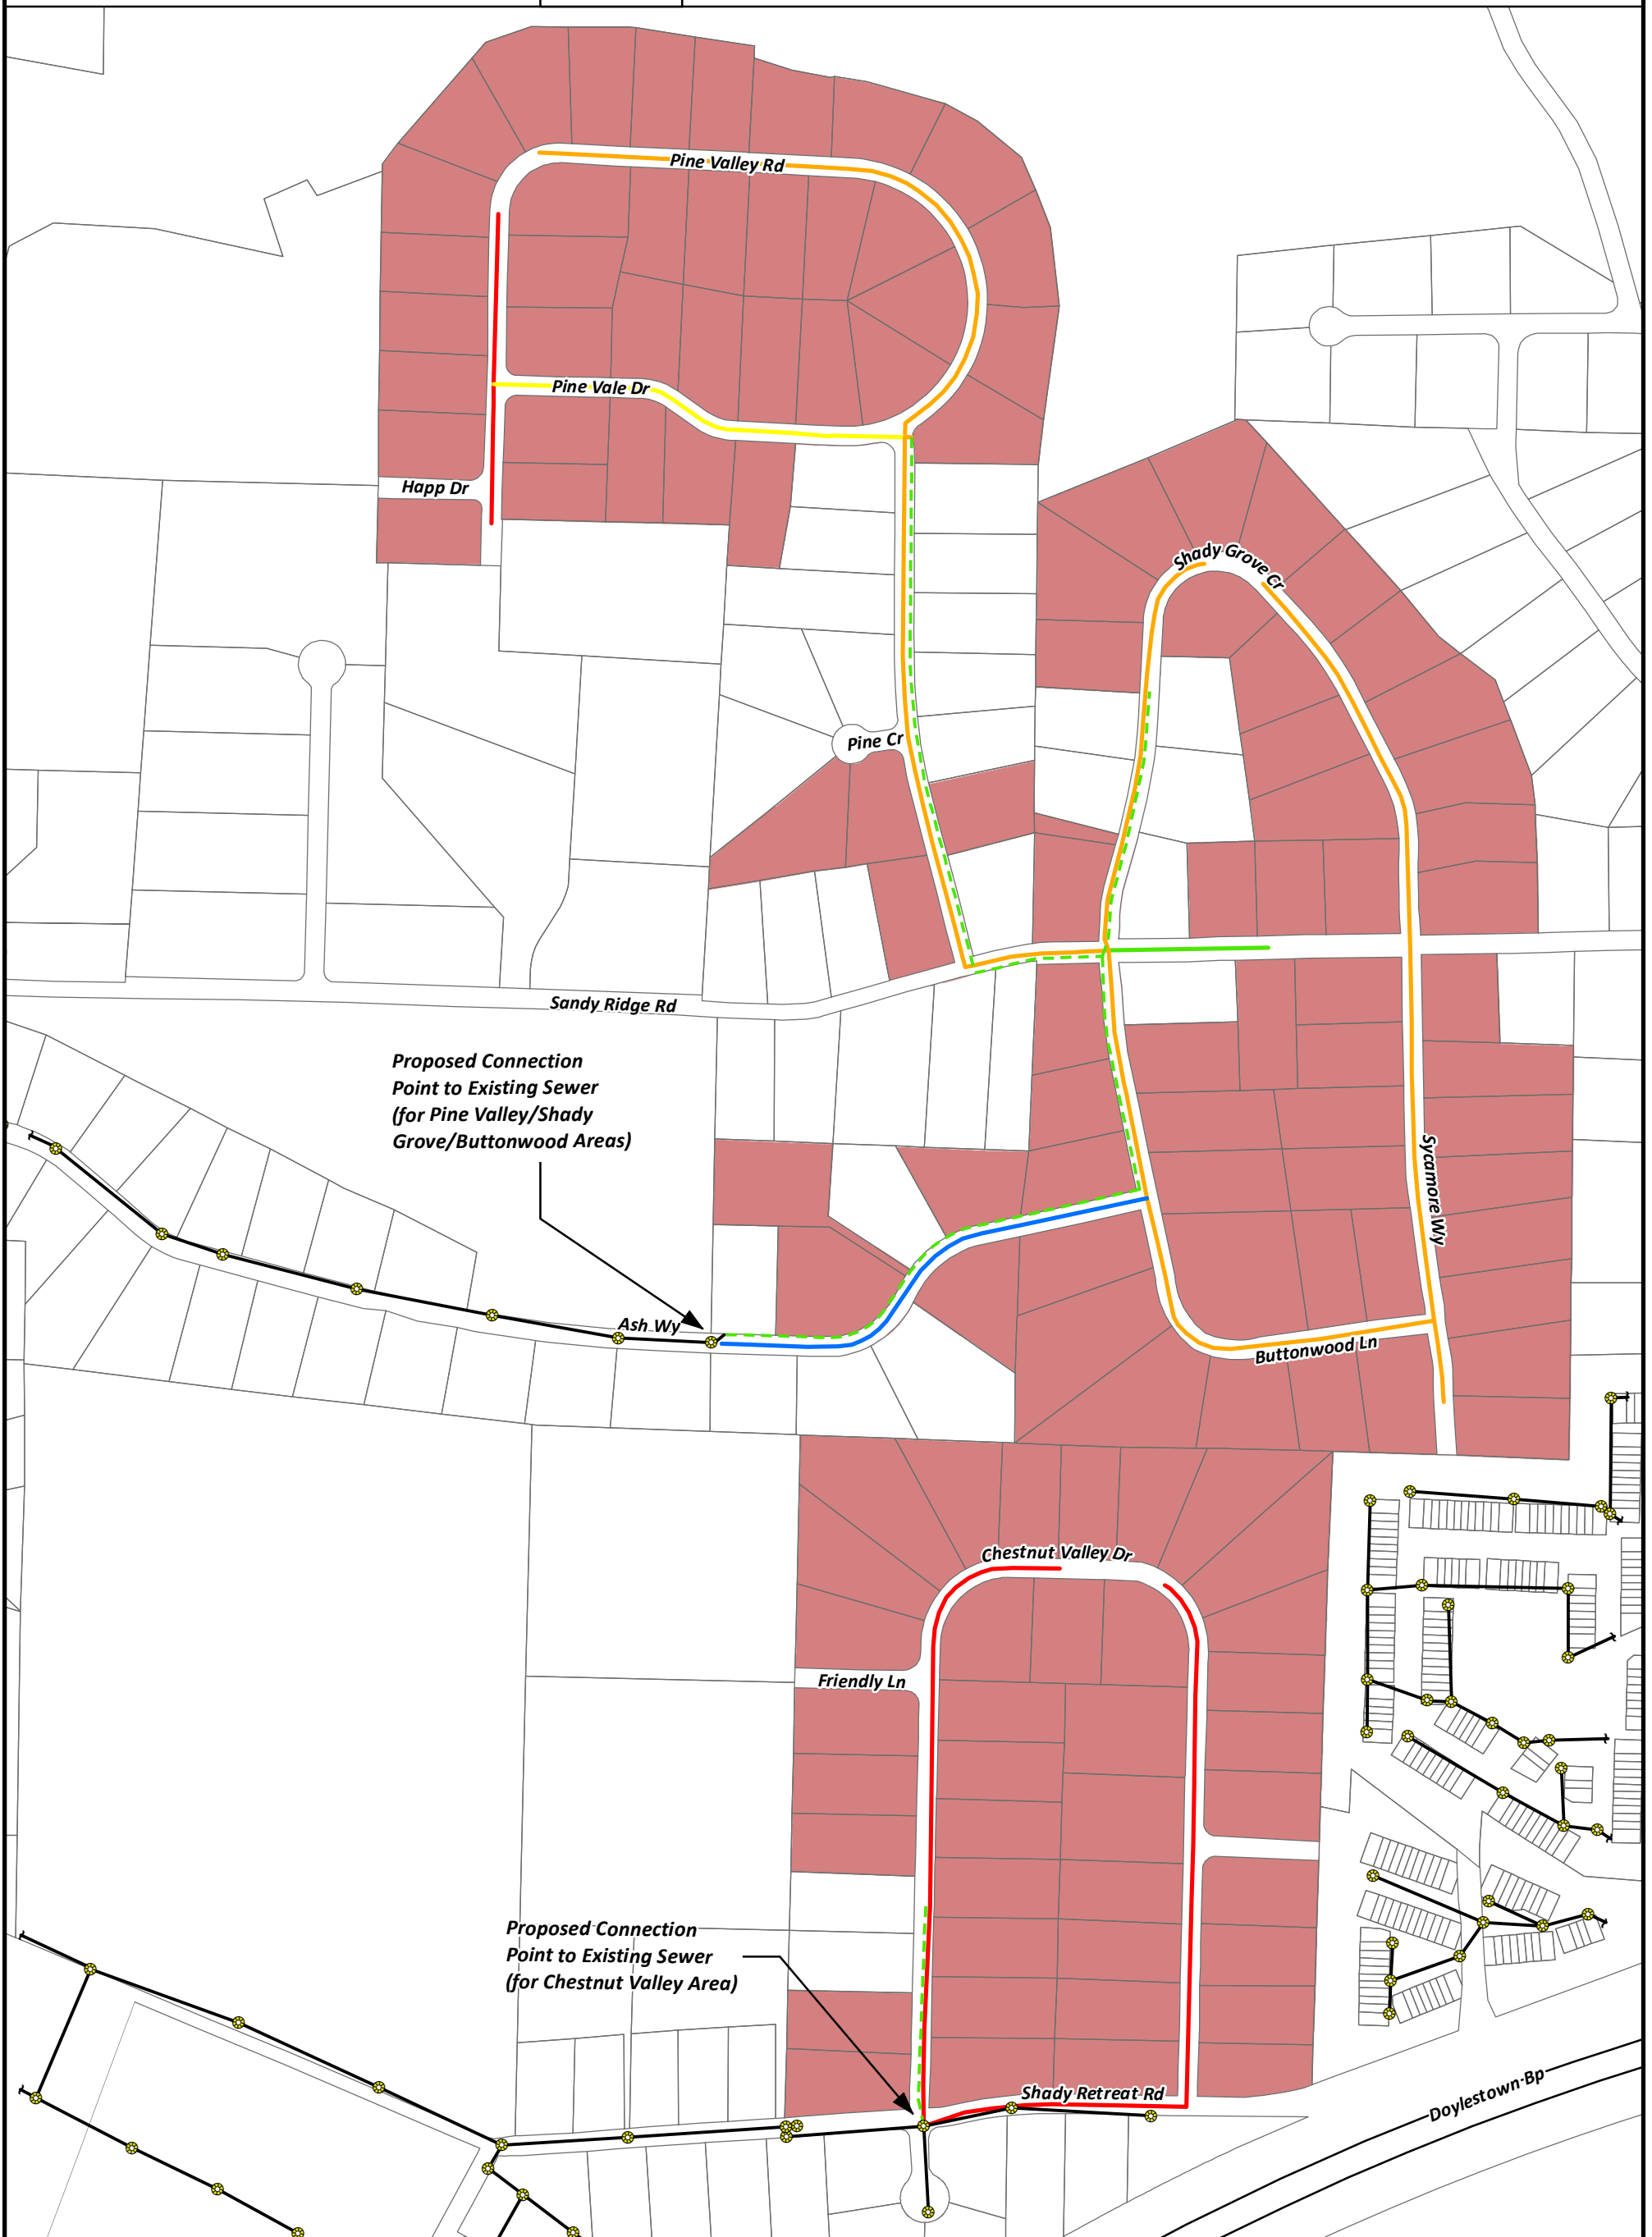 Pine Valley Rd
Pine Vale Dr
Happ Dr
Shady Grove Cr
Pine Cr
Sandy Ridge Rd
Proposed Connection
Point to Existing Sewer
(for Pine Valley/Shady
Grove/Buttonwood Areas)
Sycamore Wy
Ash Wy
Buttonwood Ln
Chestnut Valley Dr
Friendly Ln
Proposed Connection
Point to Existing Sewer
(for Chestnut Valley Area)
Shady Retreat Rd
Doylestown Bp